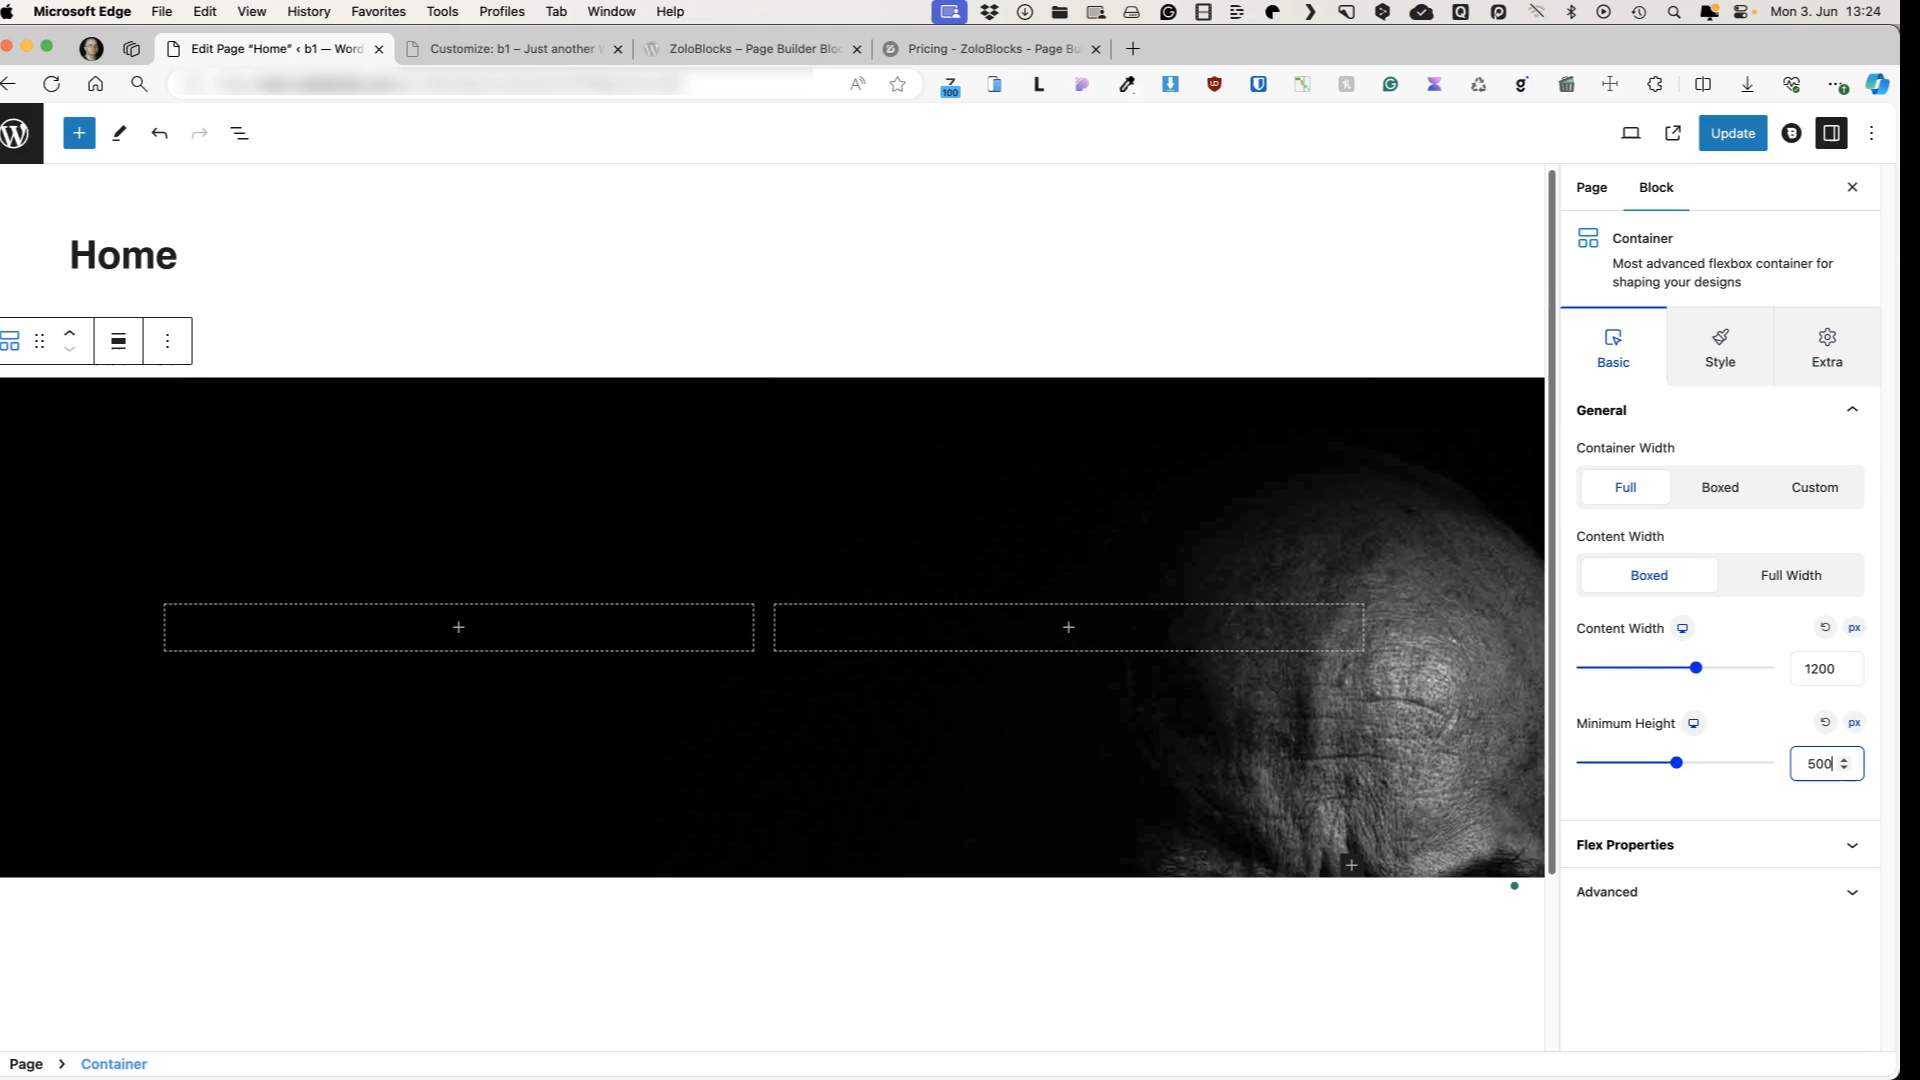 Microsoft Edge File Edit View History Favorites Tools Profiles Tab Window Help Mon 3. Jun 13:24
Edit Page “Home” ‹ b1 — Word
Customize: b1 – Just another
ZoloBlocks – Page Builder Bloc
Pricing - ZoloBlocks - Page Bu
100
Update
Page Block
Container
Most advanced flexbox container for
shaping your designs
Basic Style Extra
Home
General
Container Width
Full Boxed Custom
Content Width
Boxed Full Width
Content Width px
1200
Minimum Height px
500
Flex Properties
Advanced
Page Container